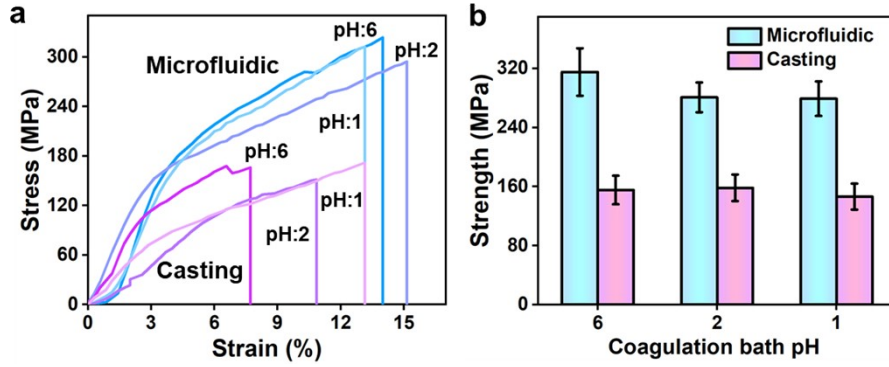 a
Stress (MPa)
300
240
180
120
60
0
0 3 6 9 12 15
Strain (%)
Microfluidic
pH:6
pH:2
pH:1
pH:6
pH:1
pH:2
Casting
b
Strength (MPa)
320
240
160
80
0
6 2 1
Coagulation bath pH
Microfluidic
Casting